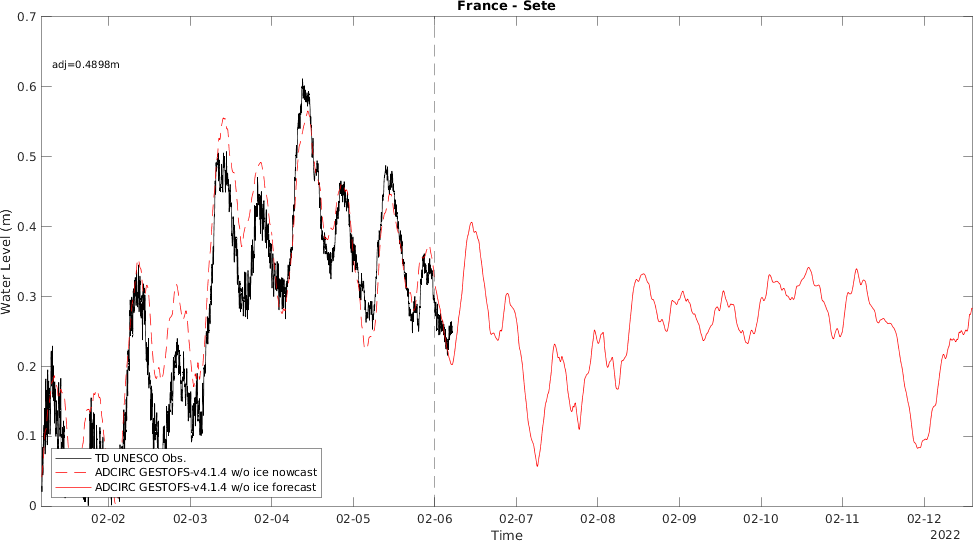 France - Sete
0.7
adj=0.4898m
0.6
0.5
0.4
0.3
0.2
0.1
0
Water Level (m)
TD UNESCO Obs.
ADCIRC GESTOFS-v4.1.4 w/o ice nowcast
ADCIRC GESTOFS-v4.1.4 w/o ice forecast
02-02 02-03 02-04 02-05 02-06 02-07 02-08 02-09 02-10 02-11 02-12
Time
2022